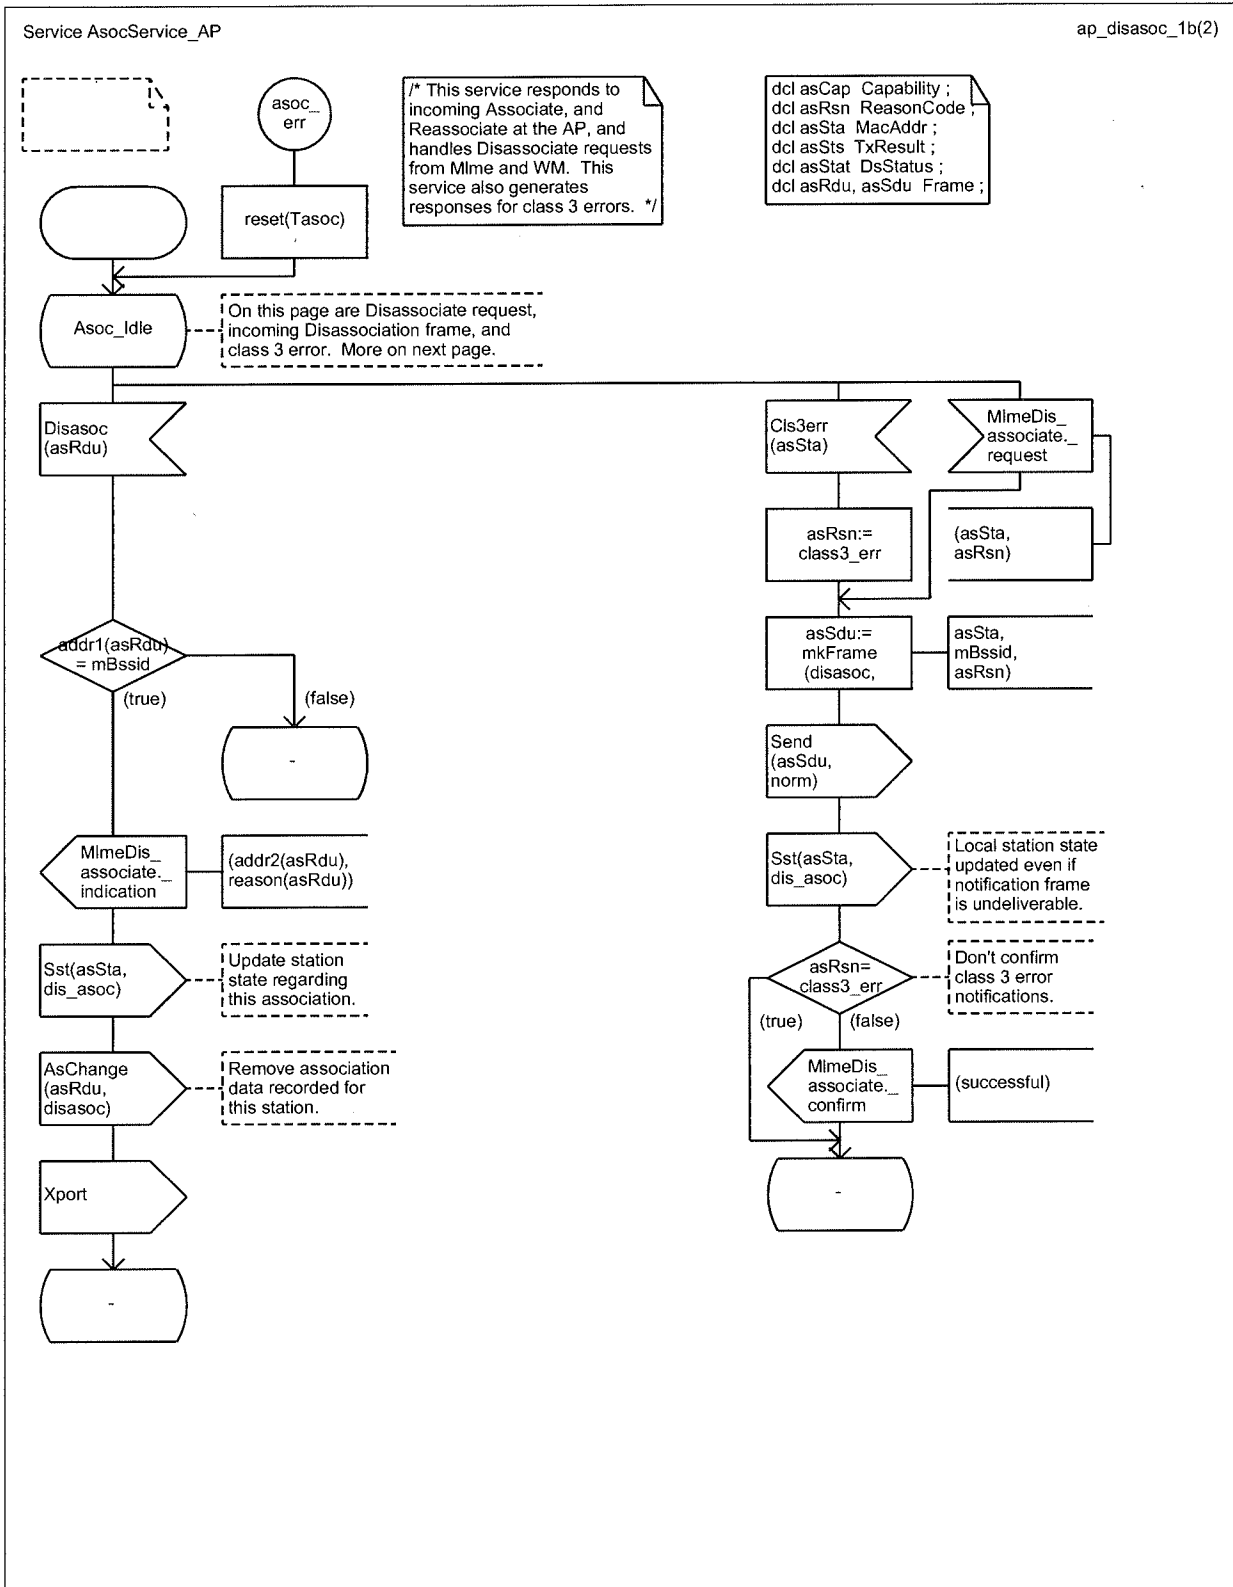 Service AsocService_AP
ap_disasoc_1b(2)
asoc_
err
/* This service responds to
incoming Associate, and
Reassociate at the AP, and
handles Disassociate requests
from Mlme and WM.  This
service also generates
responses for class 3 errors.  */
dcl asCap  Capability ;
dcl asRsn  ReasonCode ;
dcl asSta  MacAddr ;
dcl asSts  TxResult ;
dcl asStat  DsStatus ;
dcl asRdu, asSdu  Frame ;
reset(Tasoc)
Asoc_Idle
On this page are Disassociate request,
incoming Disassociation frame, and
class 3 error.  More on next page.
Disasoc
(asRdu)
Cls3err
(asSta)
MlmeDis_
associate._
request
asRsn:=
class3_err
(asSta,
asRsn)
addr1(asRdu)
= mBssid
(true)
(false)
-
asSdu:=
mkFrame
(disasoc,
asSta,
mBssid,
asRsn)
Send
(asSdu,
norm)
MlmeDis_
associate._
indication
(addr2(asRdu),
reason(asRdu))
Sst(asSta,
dis_asoc)
Local station state
updated even if
notification frame
is undeliverable.
Sst(asSta,
dis_asoc)
Update station
state regarding
this association.
asRsn=
class3_err
Don't confirm
class 3 error
notifications.
(true)
(false)
AsChange
(asRdu,
disasoc)
Remove association
data recorded for
this station.
MlmeDis_
associate._
confirm
(successful)
Xport
-
-